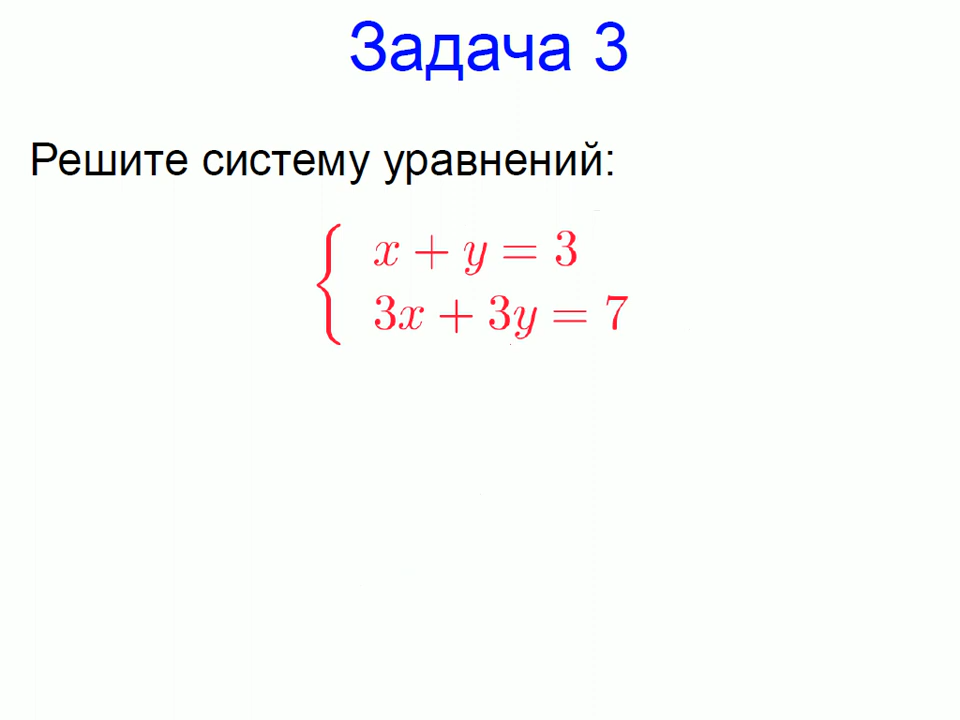 Задача 3
Решите систему уравнений:
x + y = 3
3x + 3y = 7